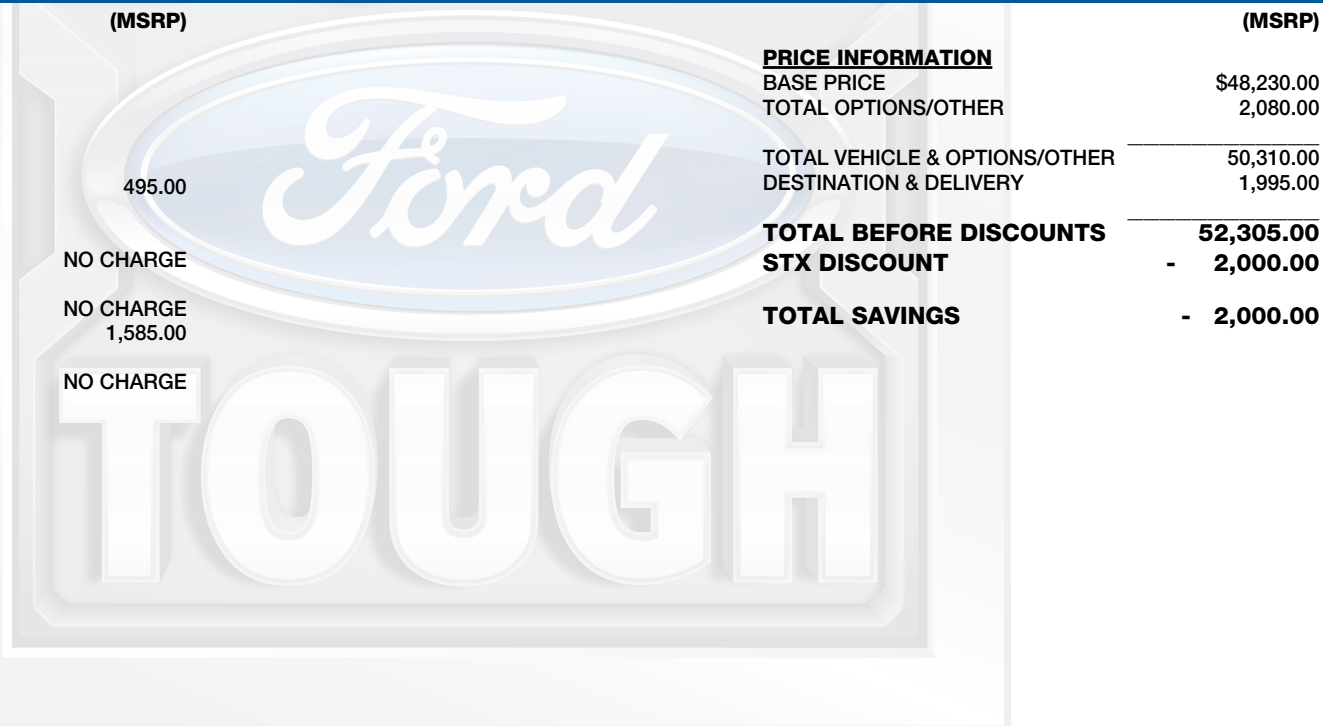 (MSRP)
495.00
NO CHARGE
NO CHARGE
1,585.00
NO CHARGE
Ford
TOUGH
(MSRP)
PRICE INFORMATION
BASE PRICE $48,230.00
TOTAL OPTIONS/OTHER 2,080.00
TOTAL VEHICLE & OPTIONS/OTHER 50,310.00
DESTINATION & DELIVERY 1,995.00
TOTAL BEFORE DISCOUNTS 52,305.00
STX DISCOUNT - 2,000.00
TOTAL SAVINGS - 2,000.00